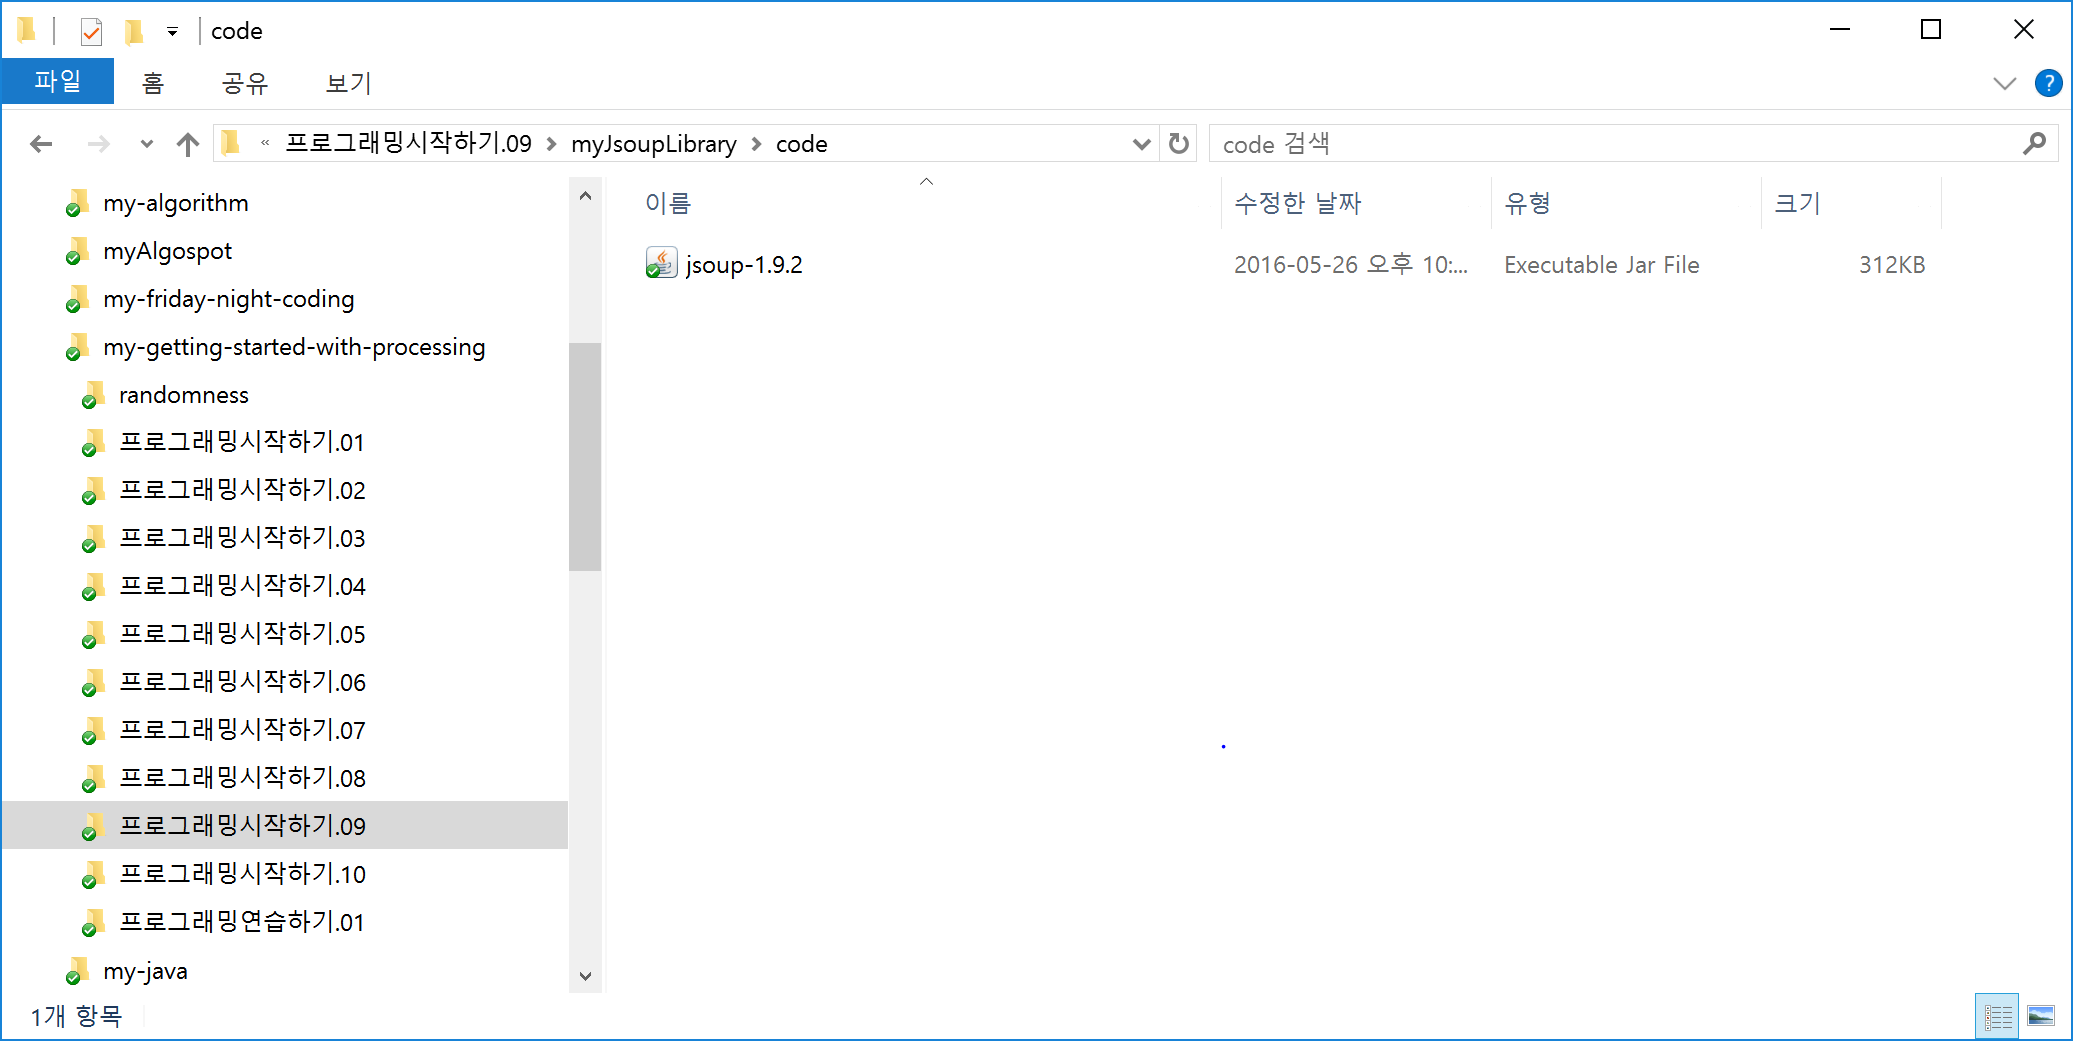 code
파일 홈 공유 보기
?
« 프로그래밍시작하기.09 myJsoupLibrary code
code 검색
my-algorithm
myAlgospot
my-friday-night-coding
my-getting-started-with-processing
randomness
프로그래밍시작하기.01
프로그래밍시작하기.02
프로그래밍시작하기.03
프로그래밍시작하기.04
프로그래밍시작하기.05
프로그래밍시작하기.06
프로그래밍시작하기.07
프로그래밍시작하기.08
프로그래밍시작하기.09
프로그래밍시작하기.10
프로그래밍연습하기.01
my-java
이름 수정한 날짜 유형 크기
jsoup-1.9.2 2016-05-26 오후 10:... Executable Jar File 312KB
1개 항목